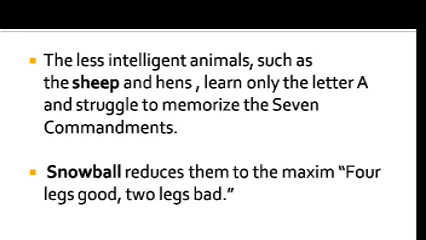 The less intelligent animals, such as
the sheep and hens , learn only the letter A
and struggle to memorize the Seven
Commandments.
Snowball reduces them to the maxim “Four
legs good, two legs bad.”